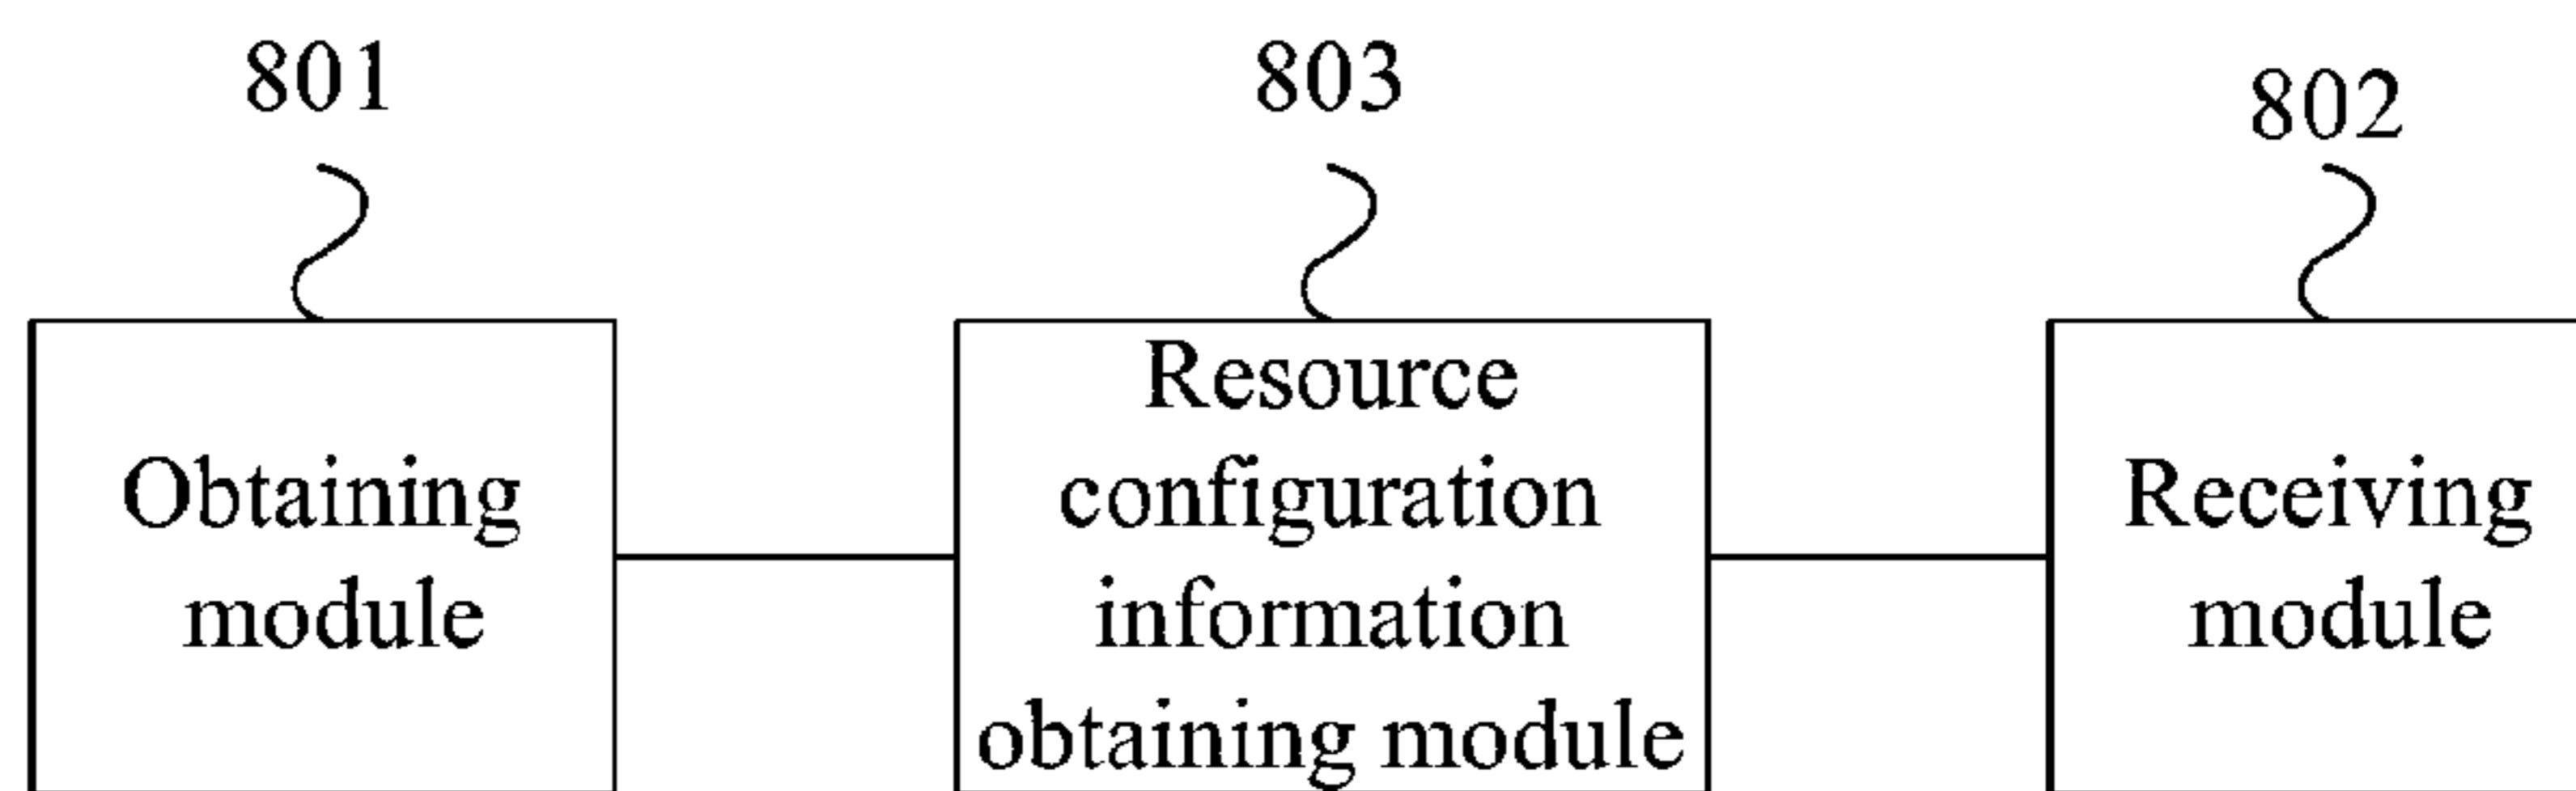 801
803
802
Obtaining
module
Resource
configuration
information
obtaining module
Receiving
module